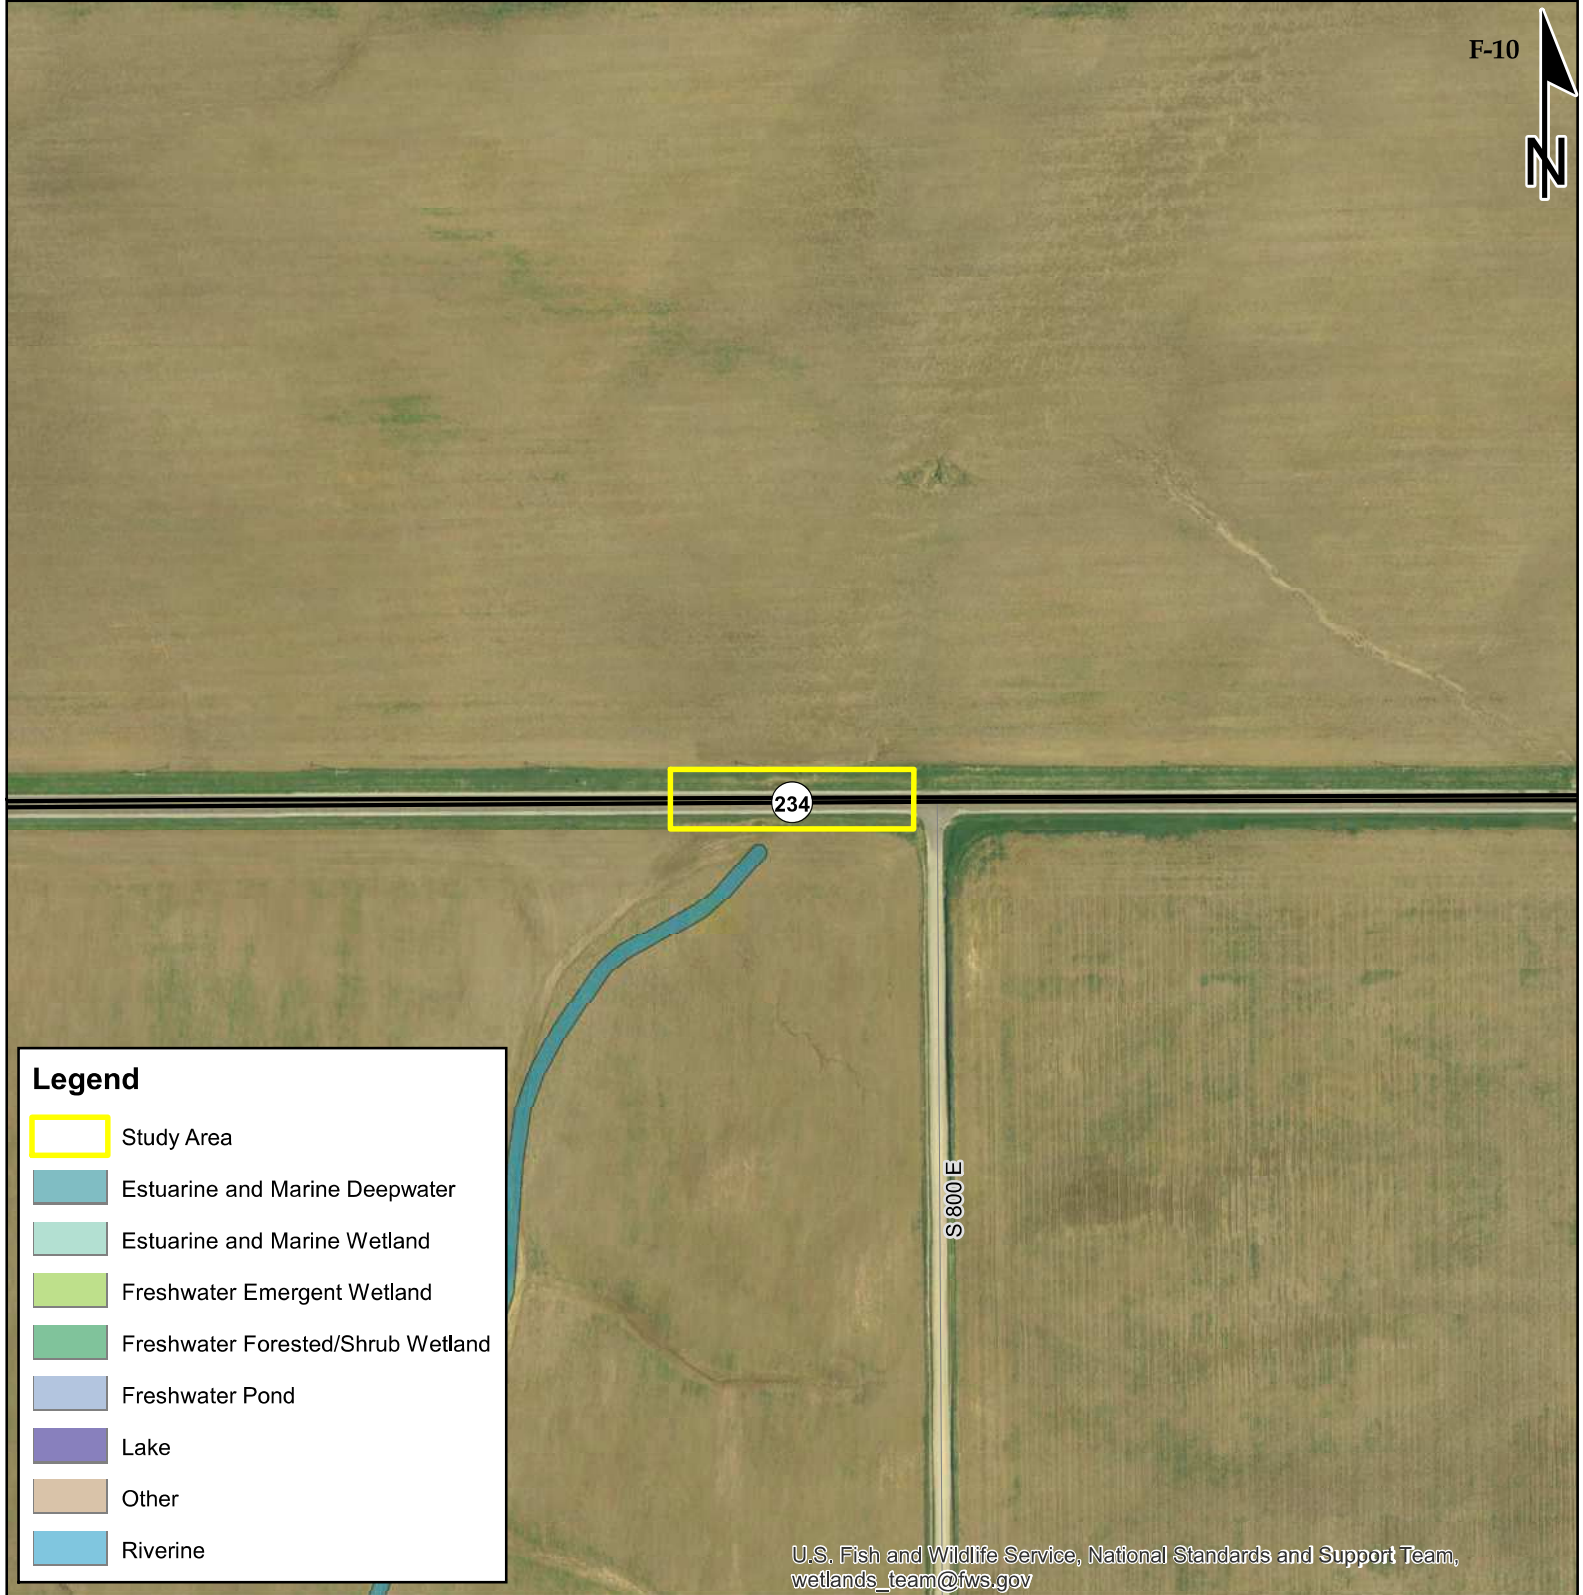 F-10
N
234
S 800 E
Legend
Study Area
Estuarine and Marine Deepwater
Estuarine and Marine Wetland
Freshwater Emergent Wetland
Freshwater Forested/Shrub Wetland
Freshwater Pond
Lake
Other
Riverine
U.S. Fish and Wildlife Service, National Standards and Support Team,
wetlands_team@fws.gov